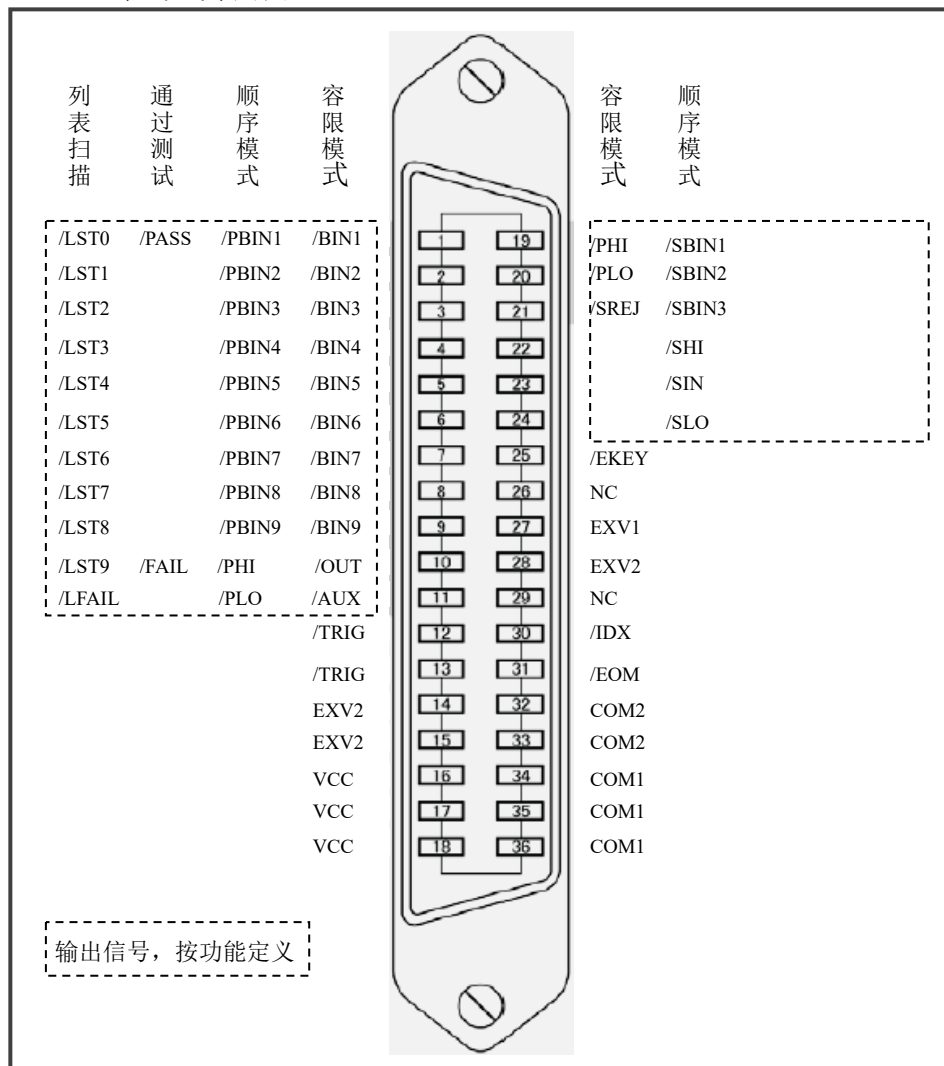 列表扫描 通过测试 顺序模式 容限模式 容限模式 顺序模式
/LST0 /PASS /PBIN1 /BIN1 1 19 /PHI /SBIN1
/LST1 /PBIN2 /BIN2 2 20 /PLO /SBIN2
/LST2 /PBIN3 /BIN3 3 21 /SREJ /SBIN3
/LST3 /PBIN4 /BIN4 4 22 /SHI
/LST4 /PBIN5 /BIN5 5 23 /SIN
/LST5 /PBIN6 /BIN6 6 24 /SLO
/LST6 /PBIN7 /BIN7 7 25 /EKEY
/LST7 /PBIN8 /BIN8 8 26 NC
/LST8 /PBIN9 /BIN9 9 27 EXV1
/LST9 /FAIL /PHI /OUT 10 28 EXV2
/LFAIL /PLO /AUX 11 29 NC
/TRIG 12 30 /IDX
/TRIG 13 31 /EOM
EXV2 14 32 COM2
EXV2 15 33 COM2
VCC 16 34 COM1
VCC 17 35 COM1
VCC 18 36 COM1
输出信号，按功能定义